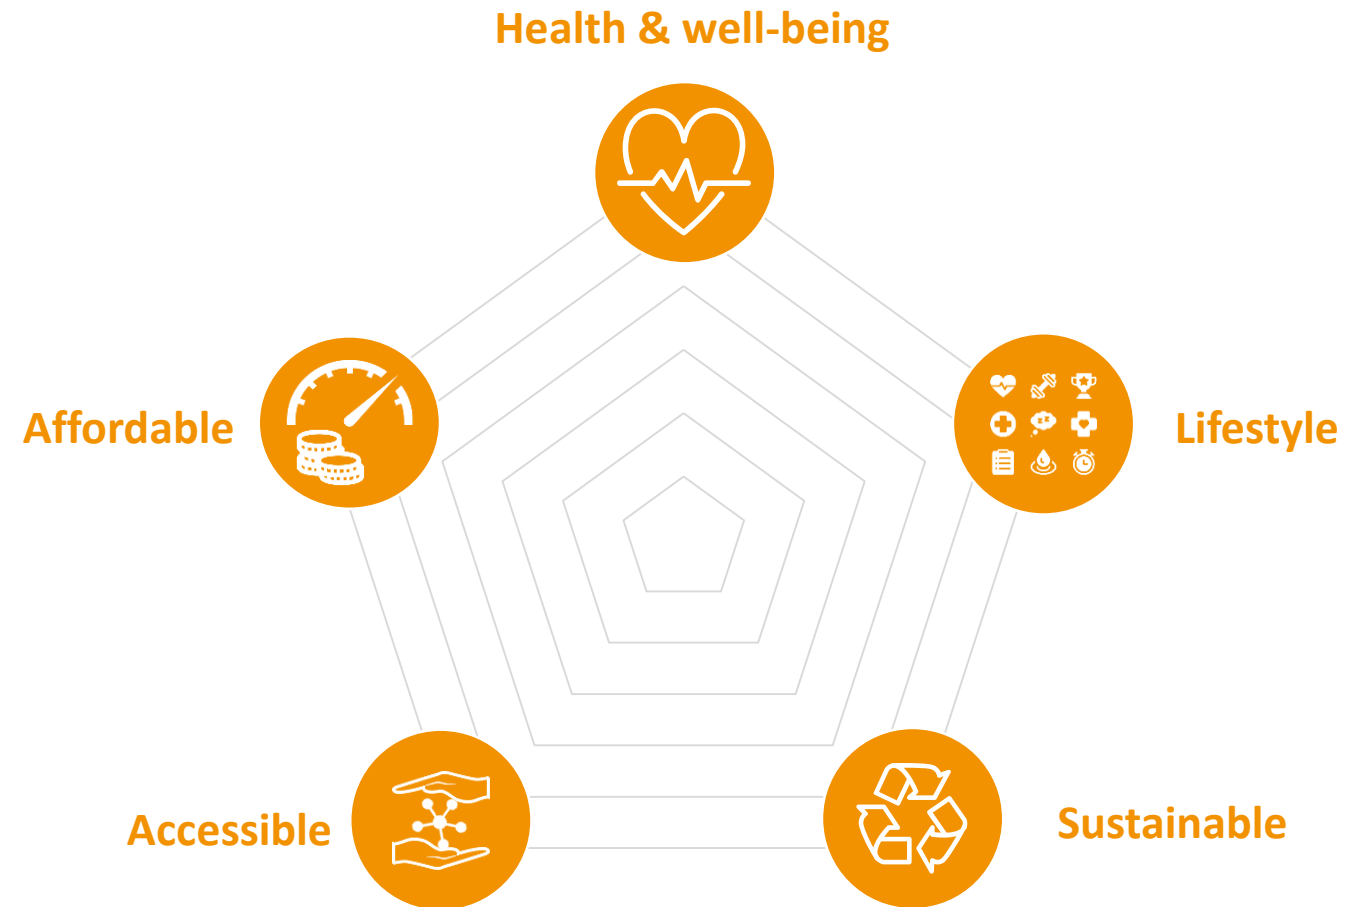 Health & well-being
Affordable
Lifestyle
Accessible
Sustainable